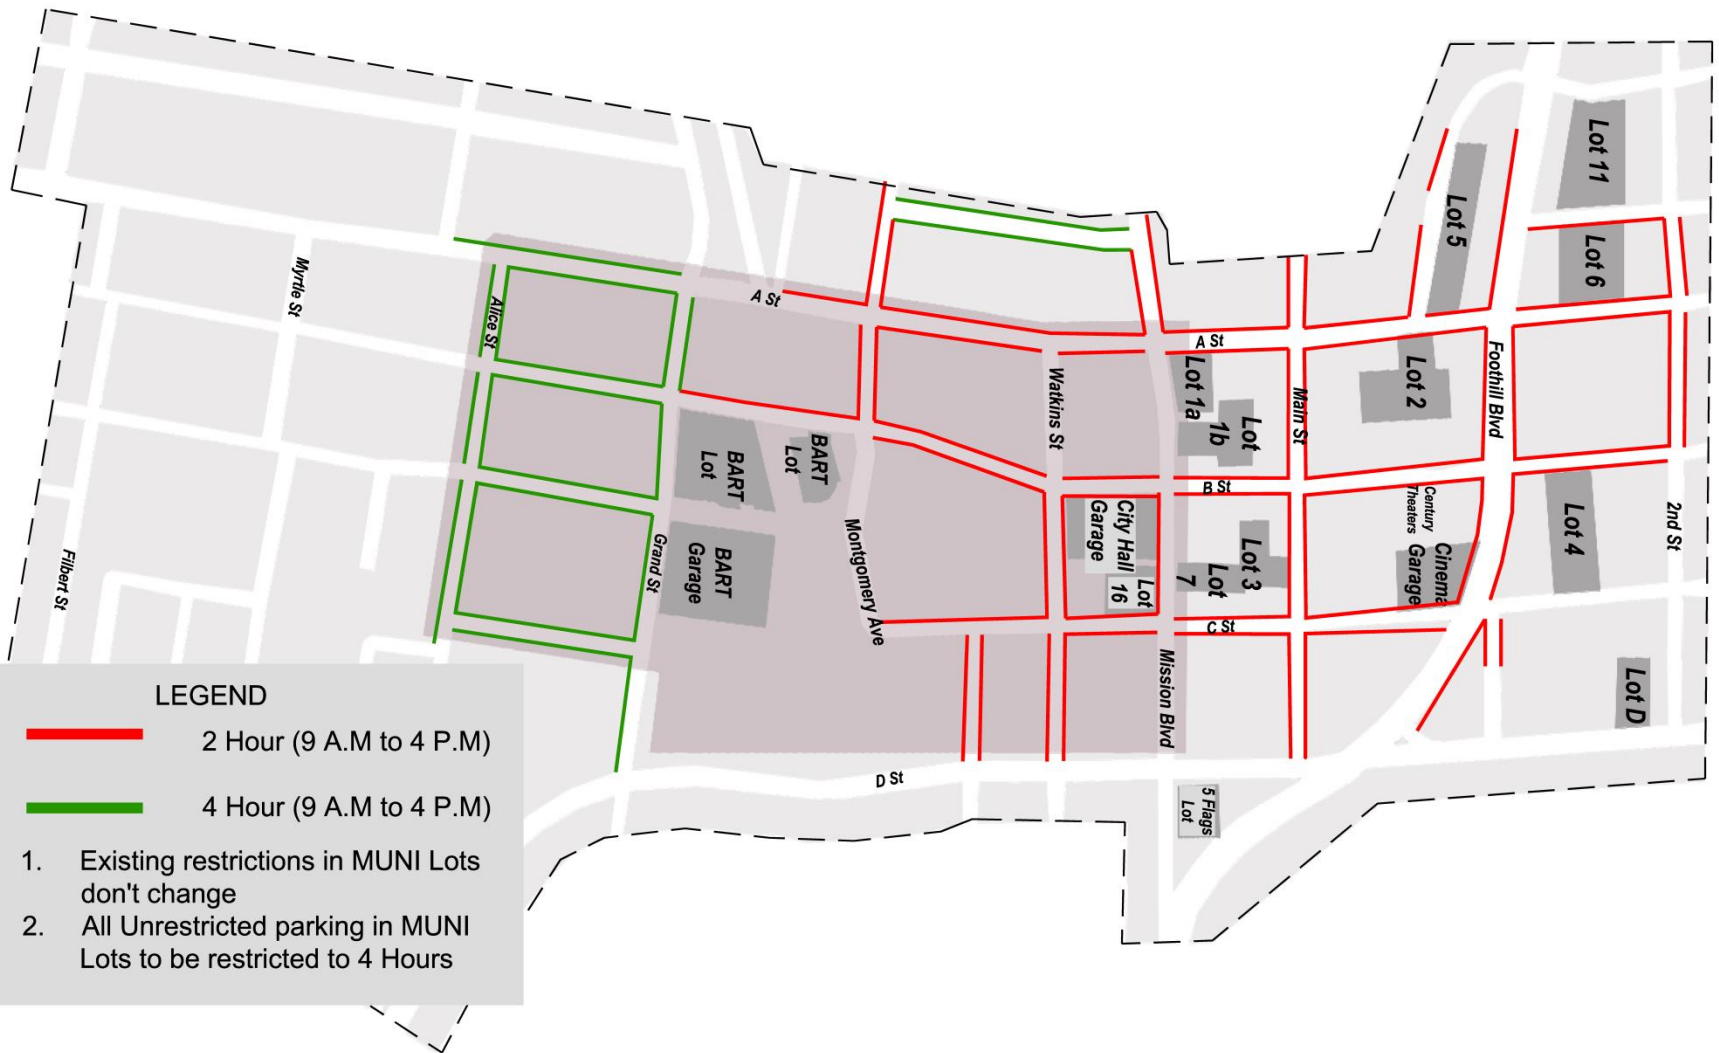 Lot 11
Lot 5
Lot 6
Myrtle St
Alice St
A St
A St
Foothill Blvd
Watkins St
Lot 1a
Lot
1b
Main St
Lot 2
BART
Lot
BART
Lot
B St
Century
Theaters
Montgomery Ave
City Hall
Garage
Lot
16
Lot
7
Lot 3
Cinema
Garage
Lot 4
2nd St
Filbert St
Grand St
BART
Garage
C St
Mission Blvd
Lot D
D St
5 Flags
Lot
LEGEND
2 Hour (9 A.M to 4 P.M)
4 Hour (9 A.M to 4 P.M)
1. Existing restrictions in MUNI Lots
don't change
2. All Unrestricted parking in MUNI
Lots to be restricted to 4 Hours